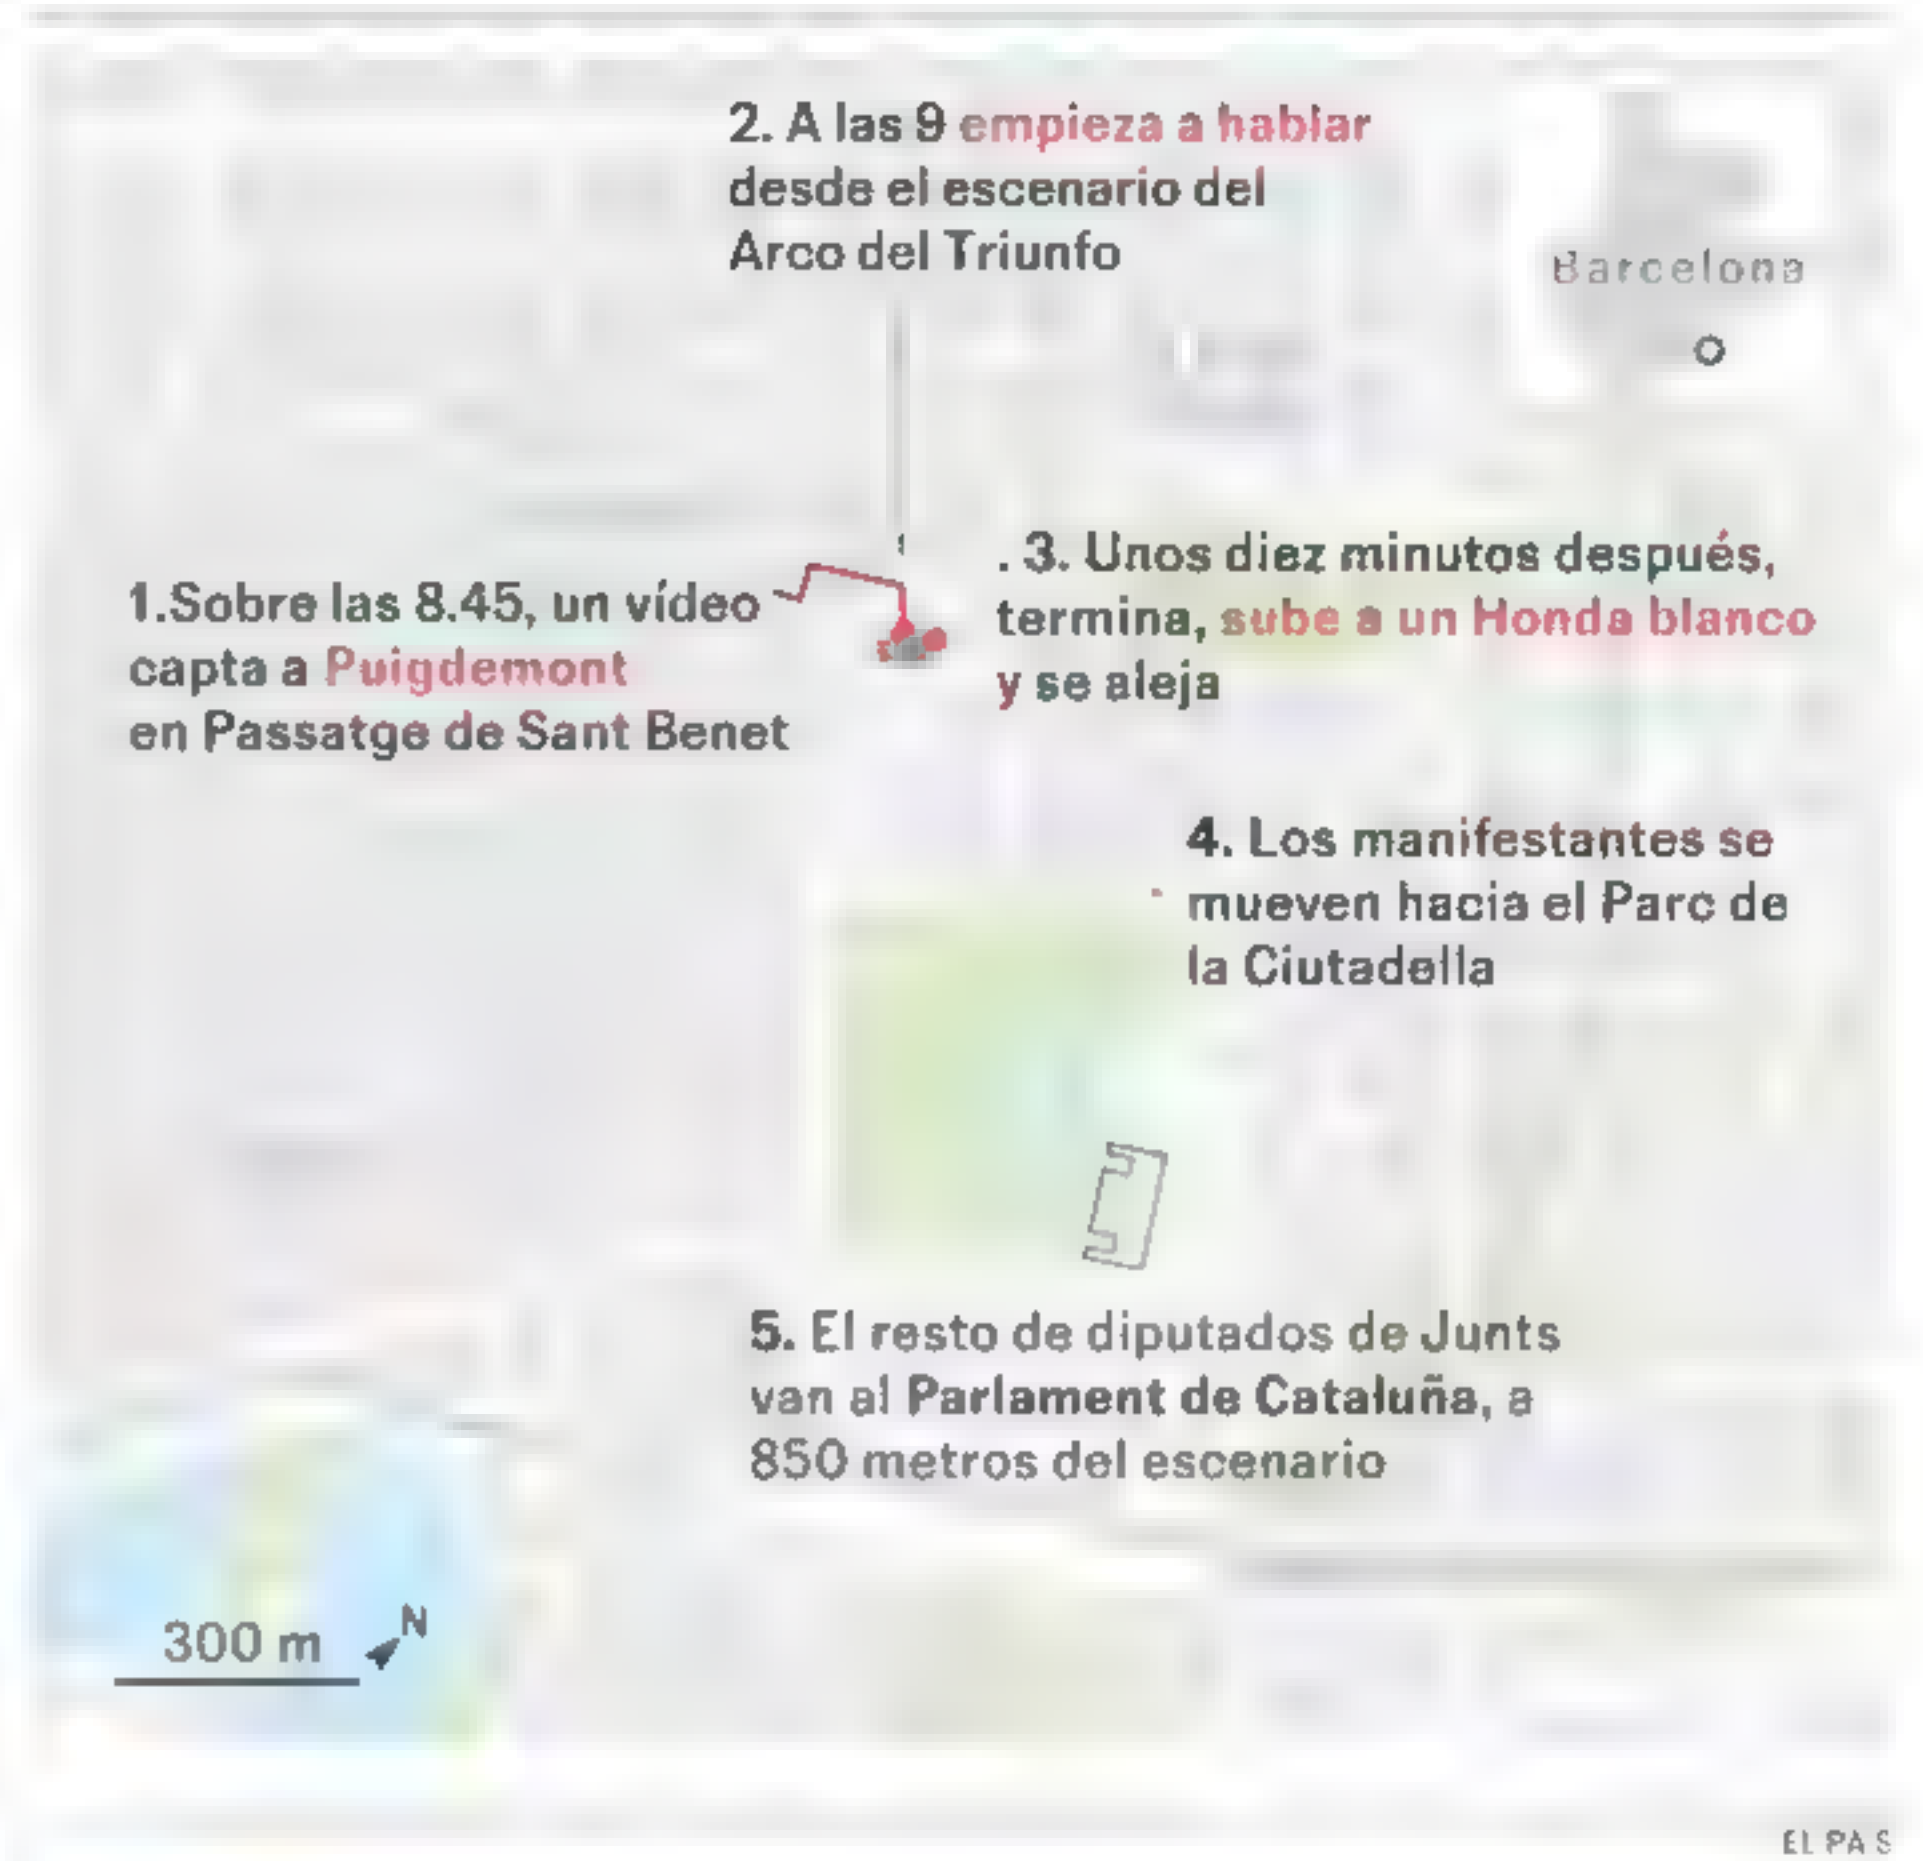 2. A las 9 empieza a hablar
desde el escenario del
Arco del Triunfo
Barcelona
1.Sobre las 8.45, un vídeo
capta a Puigdemont
en Passatge de Sant Benet
. 3. Unos diez minutos después,
termina, sube a un Honda blanco
y se aleja
4. Los manifestantes se
mueven hacia el Parc de
la Ciutadella
5. El resto de diputados de Junts
van al Parlament de Cataluña, a
850 metros del escenario
300 m
N
EL PAÍS